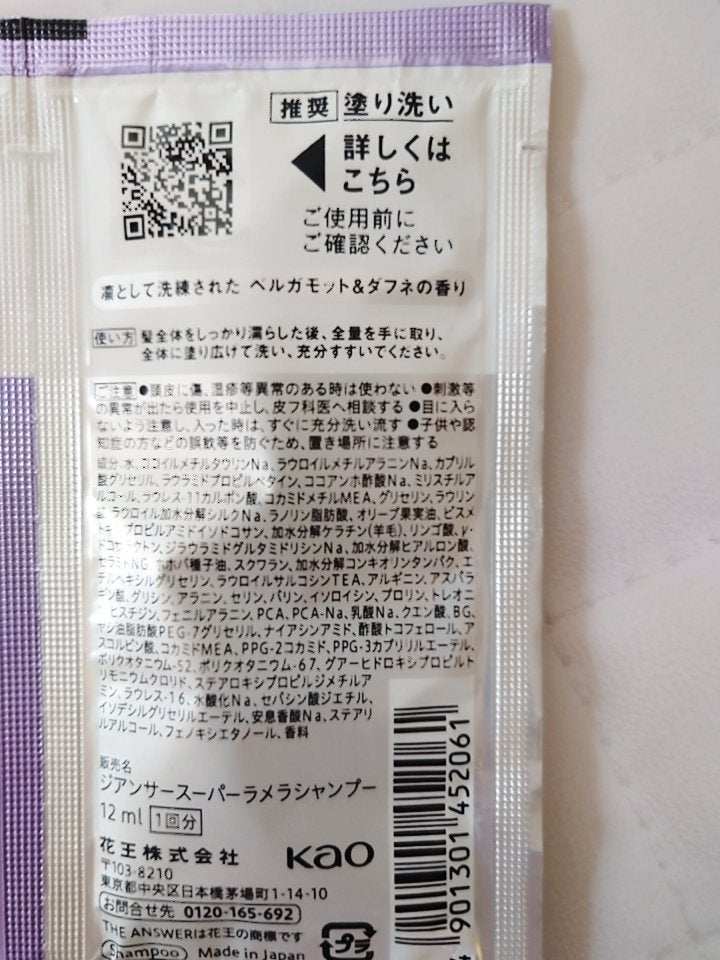 推奨 塗り洗い
詳しくは
こちら
ご使用前に
ご確認ください
凛として洗練された ベルガモット&ダフネの香り
使い方 髪全体をしっかり濡らした後、全量を手に取り、
全体に塗り広げて洗い、充分すすいでください。
ご注意 ●頭皮に傷、湿疹等異常のある時は使わない ●刺激等
の異常が出たら使用を中止し、皮フ科医へ相談する ●目に入ら
ないよう注意し、入った時は、すぐに充分洗い流す ●子供や認
知症の方などの誤飲等を防ぐため、置き場所に注意する
成分:水、ココイルメチルタウリンNa、ラウロイルメチルアラニンNa、カプリル
酸グリセリル、ラウラミドプロピルベタイン、ココアンホ酢酸Na、ミリスチルア
ルコール、ラウレス-11カルボン酸、コカミドメチルMEA、グリセリン、ラウリン
酸、ラウロイル加水分解シルクNa、ラノリン脂肪酸、オリーブ果実油、ビスメ
トキシプロピルアミドイソドコサン、加水分解ケラチン(羊毛)、リンゴ酸、γ-
ドコサラクトン、ジラウラミドグルタミドリシンNa、加水分解ヒアルロン酸、
セラミドNG、ホホバ種子油、スクワラン、加水分解コンキオリンタンパク、エ
チルヘキシルグリセリン、ラウロイルサルコシンTEA、アルギニン、アスパラ
ギン酸、グリシン、アラニン、セリン、バリン、イソロイシン、プロリン、トレオニ
ン、ヒスチジン、フェニルアラニン、PCA、PCA-Na、乳酸Na、クエン酸、BG、
ヤシ油脂肪酸PEG-7グリセリル、ナイアシンアミド、酢酸トコフェロール、ア
スコルビン酸、コカミドMEA、PPG-2コカミド、PPG-3カプリリルエーテル、
ポリクオタニウム-52、ポリクオタニウム-67、グアーヒドロキシプロピルト
リモニウムクロリド、ステアロキシプロピルジメチルア
ミン、ラウレス-16、水酸化Na、セバシン酸ジエチル、
イソデシルグリセリルエーテル、安息香酸Na、ステアリ
ルアルコール、フェノキシエタノール、香料
販売名
ジアンサースーパーラメラシャンプー
12ml 1回分
花王株式会社 Kao
〒103-8210
東京都中央区日本橋茅場町1-14-10
お問合せ先 0120-165-692
THE ANSWERは花王の商標です
Shampoo Made in Japan
プラ
4 901301 452061